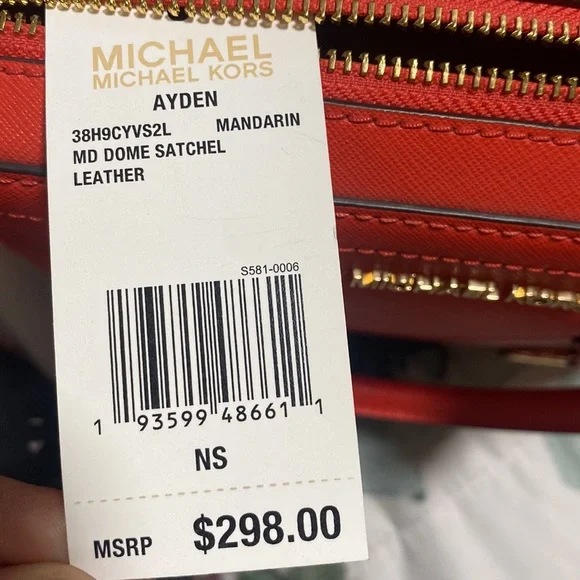 MICHAEL
MICHAEL KORS
AYDEN
38H9CYVS2L MANDARIN
MD DOME SATCHEL
LEATHER
S581-0006
1 93599 48661 1
NS
MSRP $298.00